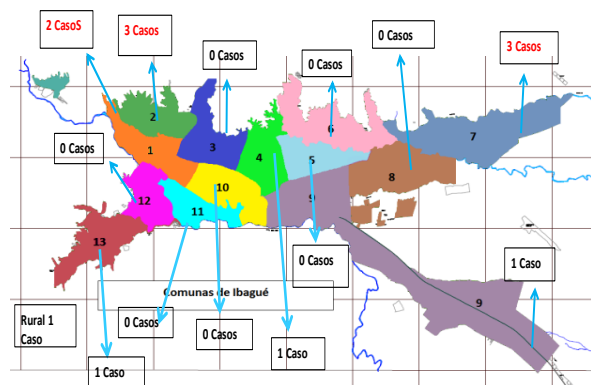 2 CasoS
3 Casos
0 Casos
0 Casos
0 Casos
3 Casos
2
6
7
1
3
4
5
0 Casos
8
10
12
11
9
13
0 Casos
1 Caso
Comunas de Ibagué
9
Rural 1
Caso
0 Casos
0 Casos
1 Caso
1 Caso